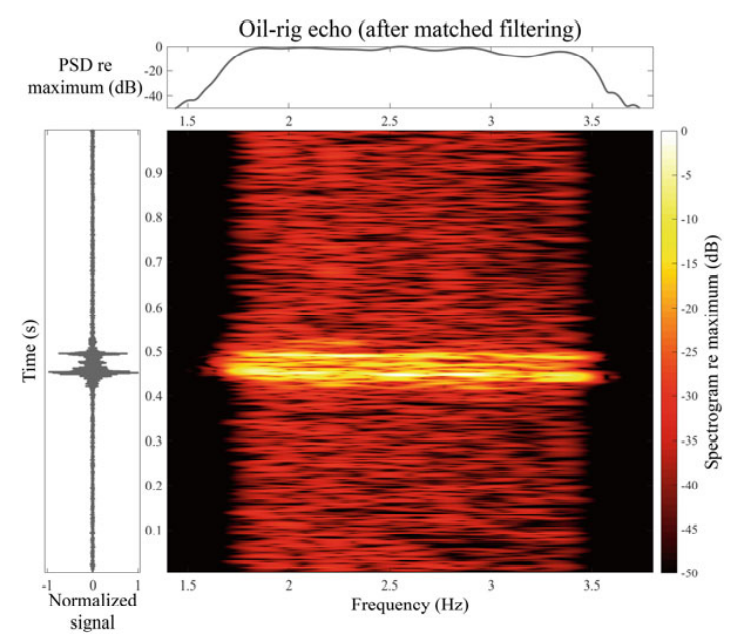 Oil-rig echo (after matched filtering)
PSD re
maximum (dB)
0
-20
-40
1.5 2 2.5 3 3.5
0.9
0.8
0.7
0.6
0.5
0.4
0.3
0.2
0.1
Time (s)
-1 0 1
Normalized
signal
1.5 2 2.5 3 3.5
Frequency (Hz)
0
-5
-10
-15
-20
-25
-30
-35
-40
-45
-50
Spectrogram re maximum (dB)